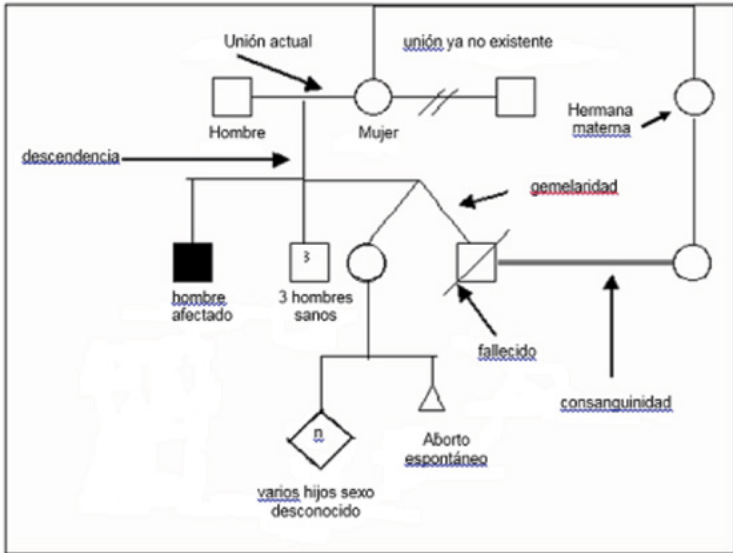 Unión actual
unión ya no existente
Hombre
Mujer
Hermana
materna
descendencia
gemelaridad
3
hombre
afectado
3 hombres
sanos
fallecido
consanguinidad
n
Aborto
espontáneo
varios hijos sexo
desconocido